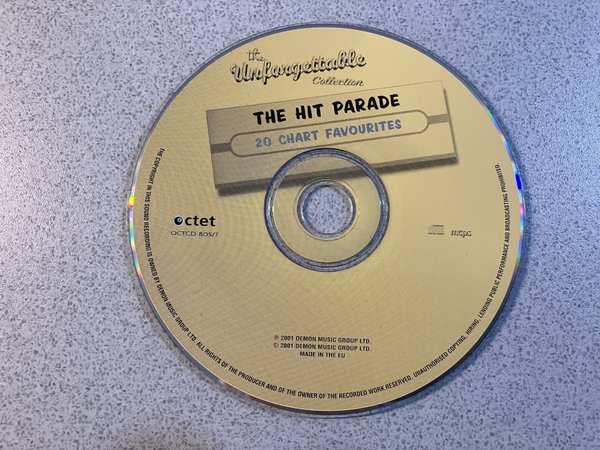 the
Unforgettable
Collection
THE HIT PARADE
20 CHART FAVOURITES
octet
OCTCD 805/7
mcps
℗ 2001 DEMON MUSIC GROUP LTD
© 2001 DEMON MUSIC GROUP LTD.
MADE IN THE EU
THE COPYRIGHT IN THIS SOUND RECORDING IS OWNED BY DEMON MUSIC GROUP LTD. ALL RIGHTS OF THE PRODUCER AND OF THE OWNER OF THE RECORDED WORK RESERVED. UNAUTHORISED COPYING, HIRING, LENDING PUBLIC PERFORMANCE AND BROADCASTING PROHIBITED.